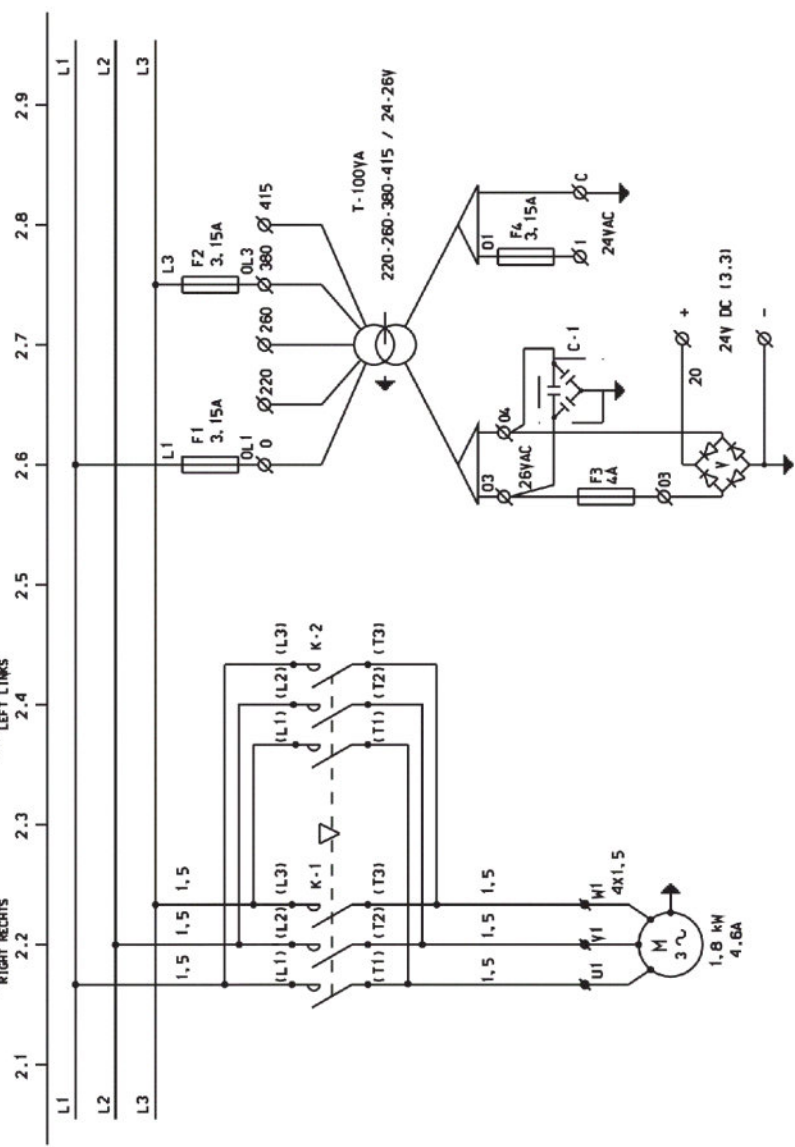 RIGHT RECHTS
LEFT LINKS
2.1 2.2 2.3 2.4 2.5 2.6 2.7 2.8 2.9
L1 L1
L2 L2
L3 L3
1,5 1,5 1,5
L1
F1
3,15A
0L1
L3
F2
3,15A
0L3
0 220 260 380 415
(L1) (L2) (L3)
K-1
(T1) (T2) (T3)
(L1) (L2) (L3)
K-2
(T1) (T2) (T3)
T-100VA
220-260-380-415 / 24-26V
1,5 1,5 1,5
03 04
26VAC
C-1
01
F4
3,15A
1 C
24VAC
U1 V1 W1
4X1,5
F3
4A
03
M
3~
1,8 kW
4.6A
V
20 +
24V DC (3.3)
-